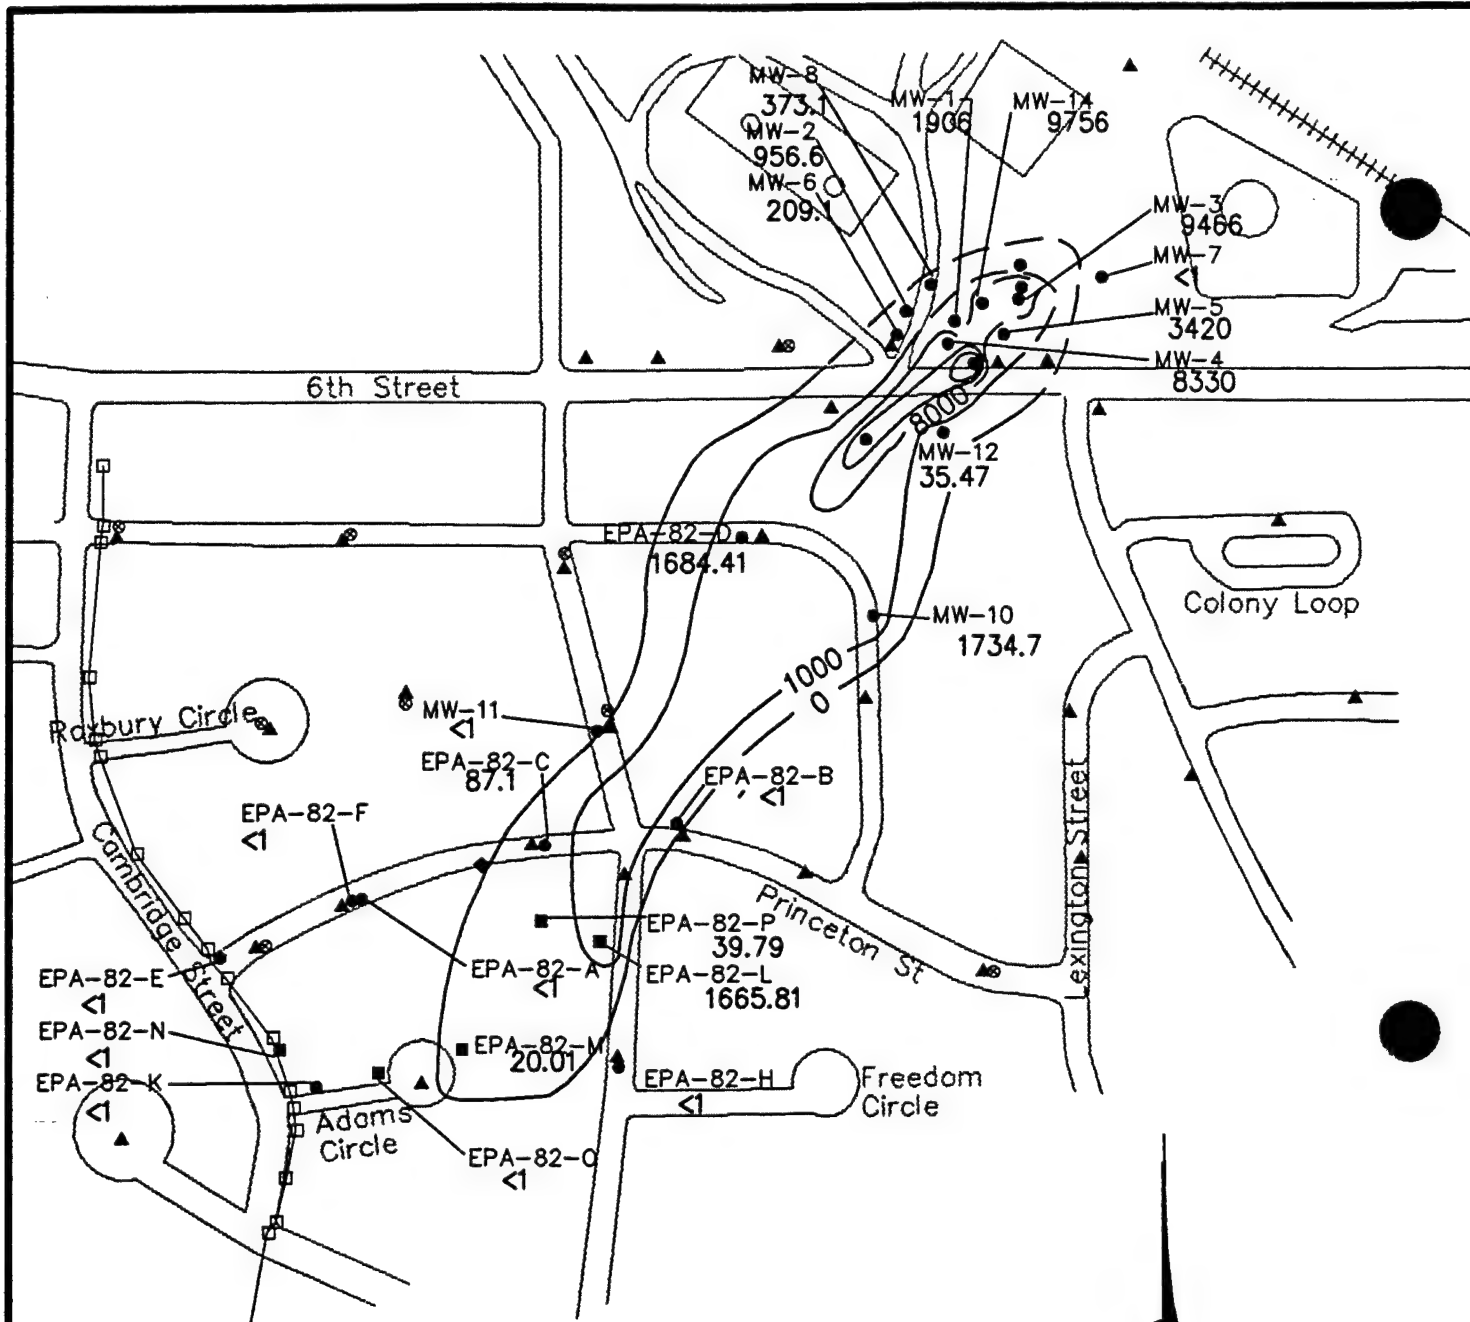 MW-8
373.1
MW-1
1906
MW-14
9756
MW-2
956.6
MW-6
209.1
MW-3
9466
MW-7
<1
MW-5
3420
MW-4
8330
6th Street
8000
MW-12
35.47
EPA-82-D
1684.41
Colony Loop
MW-10
1734.7
1000
0
Roxbury Circle
MW-11
<1
EPA-82-C
87.1
EPA-82-B
<1
EPA-82-F
<1
Lexington Street
Cambridge Street
Princeton St
EPA-82-P
39.79
EPA-82-E
<1
EPA-82-A
<1
EPA-82-L
1665.81
EPA-82-N
<1
EPA-82-M
20.01
EPA-82-K
<1
EPA-82-H
<1
Freedom
Circle
Adams
Circle
EPA-82-O
<1